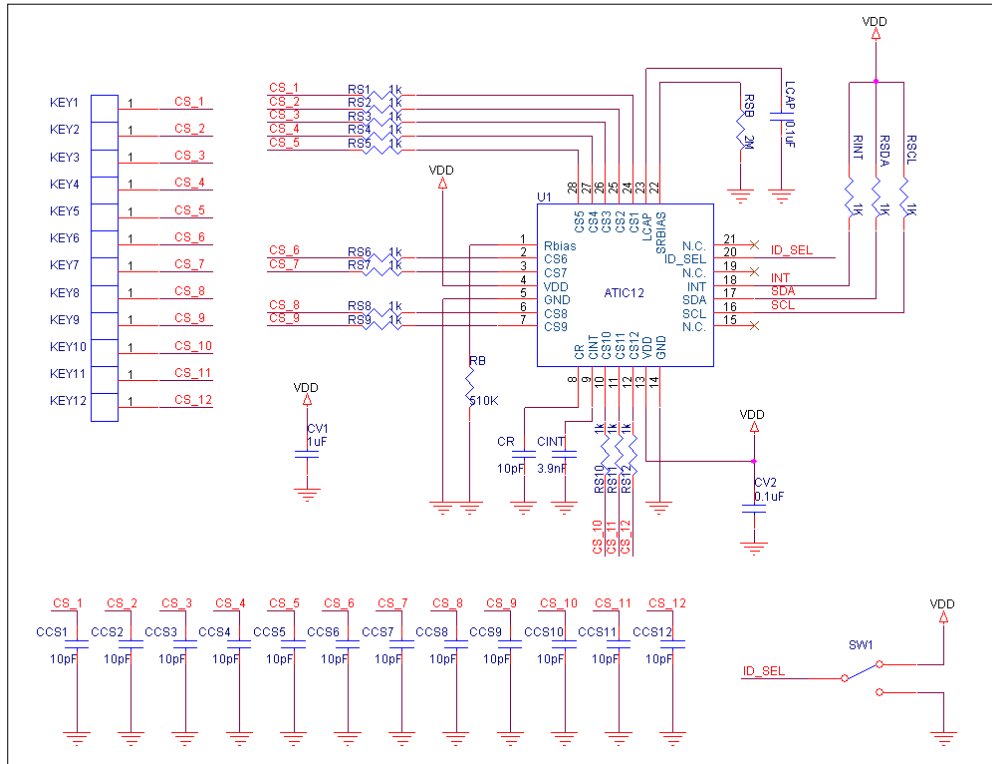 VDD
KEY1 1 CS_1
KEY2 1 CS_2
KEY3 1 CS_3
KEY4 1 CS_4
KEY5 1 CS_5
KEY6 1 CS_6
KEY7 1 CS_7
KEY8 1 CS_8
KEY9 1 CS_9
KEY10 1 CS_10
KEY11 1 CS_11
KEY12 1 CS_12
CS_1 RS1 1k
CS_2 RS2 1k
CS_3 RS3 1k
CS_4 RS4 1k
CS_5 RS5 1k
CS_6 RS6 1k
CS_7 RS7 1k
CS_8 RS8 1k
CS_9 RS9 1k
VDD
RSB 2M
LCAP 0.1uF
RINT 1K
RSDA 1K
RSCL 1K
U1
28 27 26 25 24 23 22
CS5 CS4 CS3 CS2 CS1 LCAP SRBIAS
1 Rbias
2 CS6
3 CS7
4 VDD
5 GND
6 CS8
7 CS9
ATIC12
N.C. 21
ID_SEL 20 ID_SEL
N.C. 19
INT 18 INT
SDA 17 SDA
SCL 16 SCL
N.C. 15
CR CINT CS10 CS11 CS12 VDD GND
8 9 10 11 12 13 14
RB
510K
VDD
CV1
1uF
CR
10pF
CINT
3.9nF
1k 1k 1k
RS10 RS11 RS12
CS_10 CS_11 CS_12
VDD
CV2
0.1uF
CS_1 CS_2 CS_3 CS_4 CS_5 CS_6 CS_7 CS_8 CS_9 CS_10 CS_11 CS_12
CCS1 CCS2 CCS3 CCS4 CCS5 CCS6 CCS7 CCS8 CCS9 CCS10 CCS11 CCS12
10pF 10pF 10pF 10pF 10pF 10pF 10pF 10pF 10pF 10pF 10pF 10pF
VDD
SW1
ID_SEL